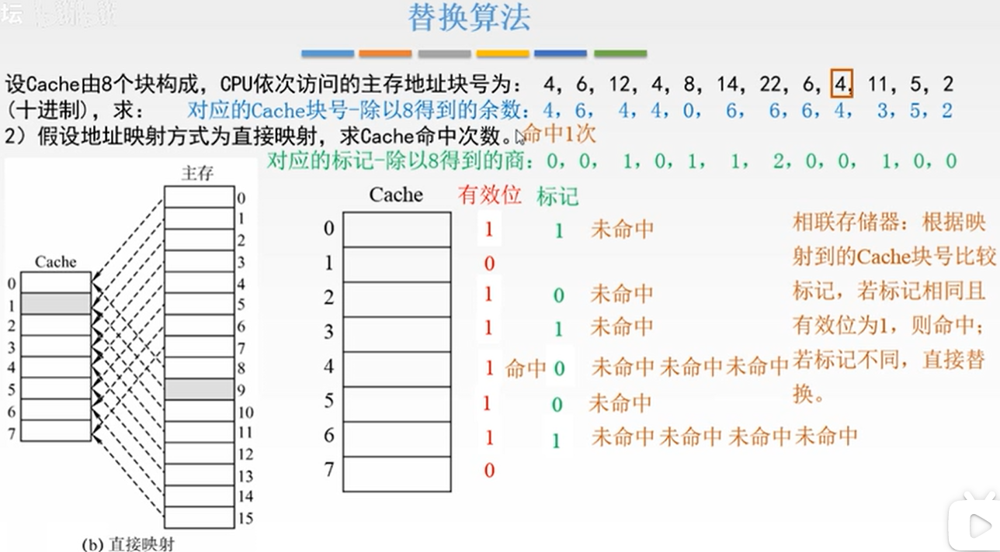 坛
替换算法
设Cache由8个块构成，CPU依次访问的主存地址块号为： 4, 6, 12, 4, 8, 14, 22, 6, 4, 11, 5, 2
(十进制)，求： 对应的Cache块号-除以8得到的余数：4, 6, 4, 4, 0, 6, 6, 6, 4, 3, 5, 2
2）假设地址映射方式为直接映射，求Cache命中次数。命中1次
对应的标记-除以8得到的商：0, 0, 1, 0, 1, 1, 2, 0, 0, 1, 0, 0
主存
0
1
2
3
4
5
6
7
8
9
10
11
12
13
14
15
Cache
0
1
2
3
4
5
6
7
(b) 直接映射
Cache 有效位 标记
0 1 1 未命中
1 0
2 1 0 未命中
3 1 1 未命中
4 1 命中 0 未命中 未命中 未命中
5 1 0 未命中
6 1 1 未命中 未命中 未命中 未命中
7 0
相联存储器：根据映
射到的Cache块号比较
标记，若标记相同且
有效位为1，则命中；
若标记不同，直接替
换。